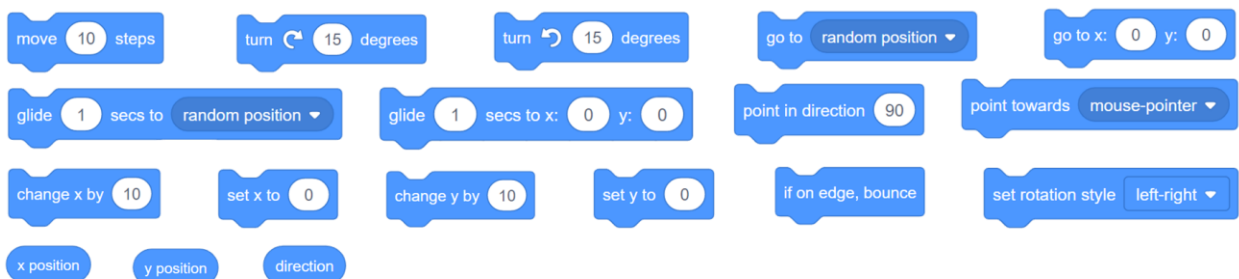 move 10 steps
turn 15 degrees
turn 15 degrees
go to random position
go to x: 0 y: 0
glide 1 secs to random position
glide 1 secs to x: 0 y: 0
point in direction 90
point towards mouse-pointer
change x by 10
set x to 0
change y by 10
set y to 0
if on edge, bounce
set rotation style left-right
x position
y position
direction